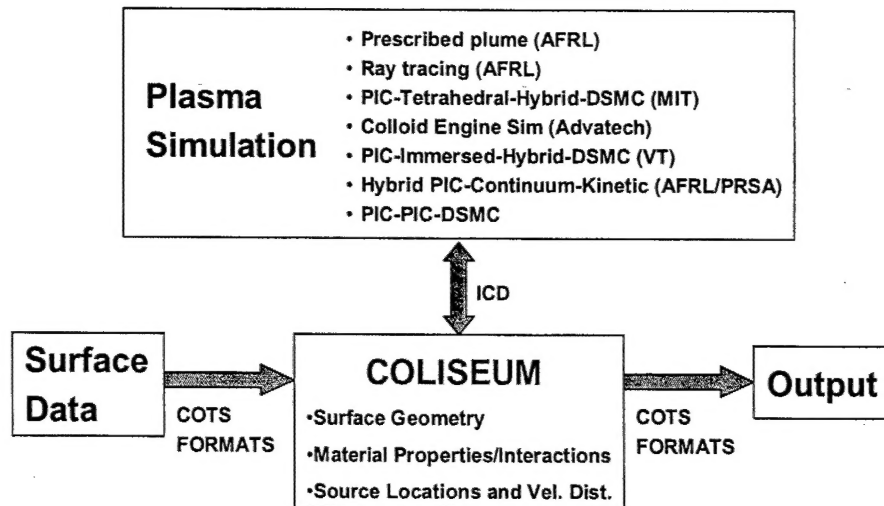 Plasma
Simulation
• Prescribed plume (AFRL)
• Ray tracing (AFRL)
• PIC-Tetrahedral-Hybrid-DSMC (MIT)
• Colloid Engine Sim (Advatech)
• PIC-Immersed-Hybrid-DSMC (VT)
• Hybrid PIC-Continuum-Kinetic (AFRL/PRSA)
• PIC-PIC-DSMC
ICD
Surface
Data
COTS
FORMATS
COLISEUM
•Surface Geometry
•Material Properties/Interactions
•Source Locations and Vel. Dist.
COTS
FORMATS
Output